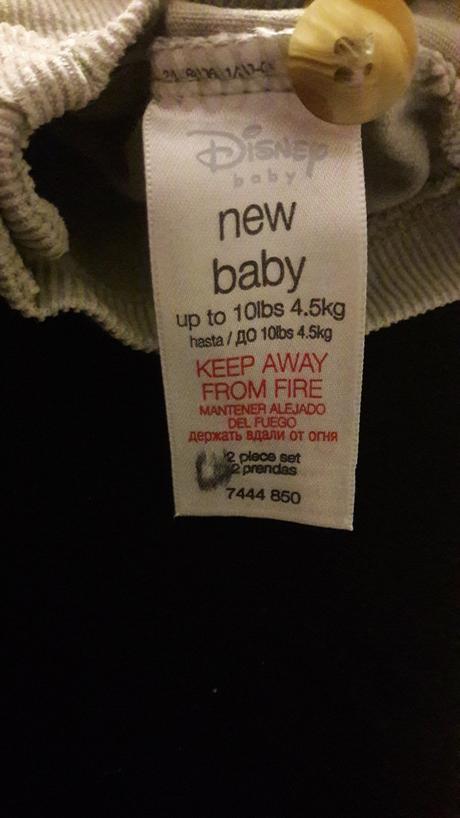 Disney
baby
new
baby
up to 10lbs 4.5kg
hasta / ДО 10lbs 4.5kg
KEEP AWAY
FROM FIRE
MANTENER ALEJADO
DEL FUEGO
держать вдали от огня
2 piece set
2 prendas
7444 850